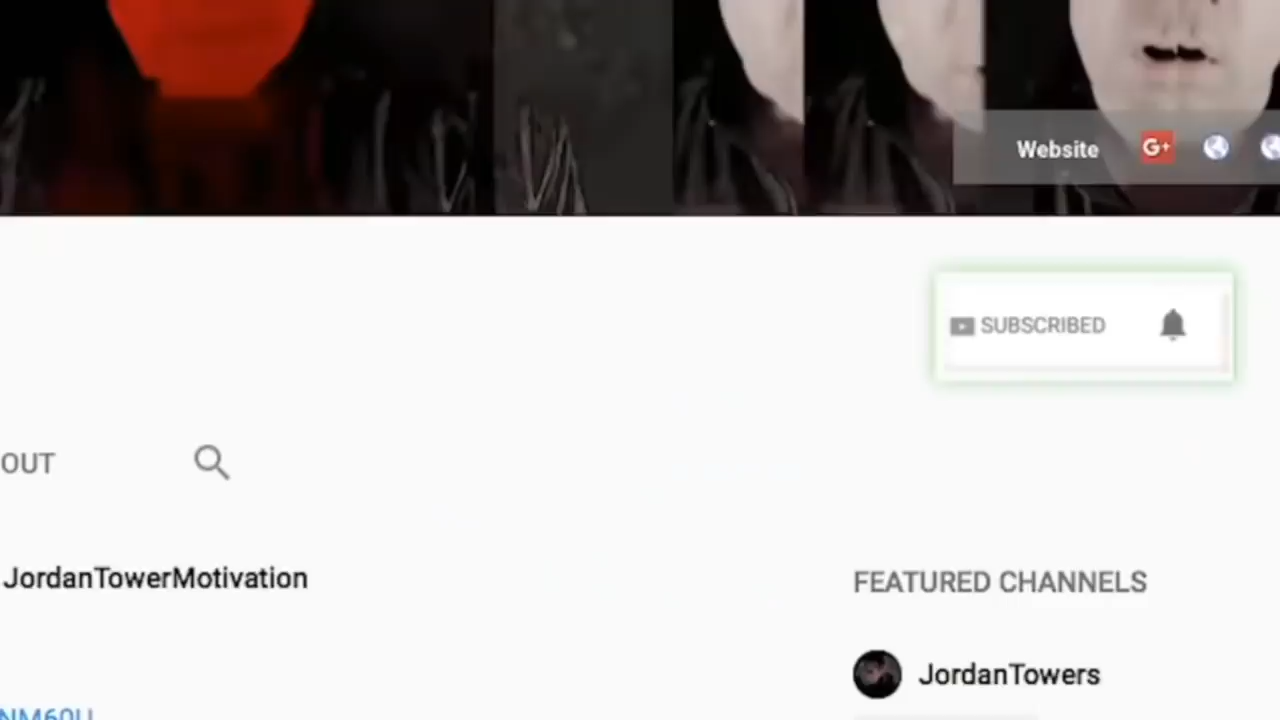 Website G+
SUBSCRIBED
OUT
JordanTowerMotivation
FEATURED CHANNELS
JordanTowers